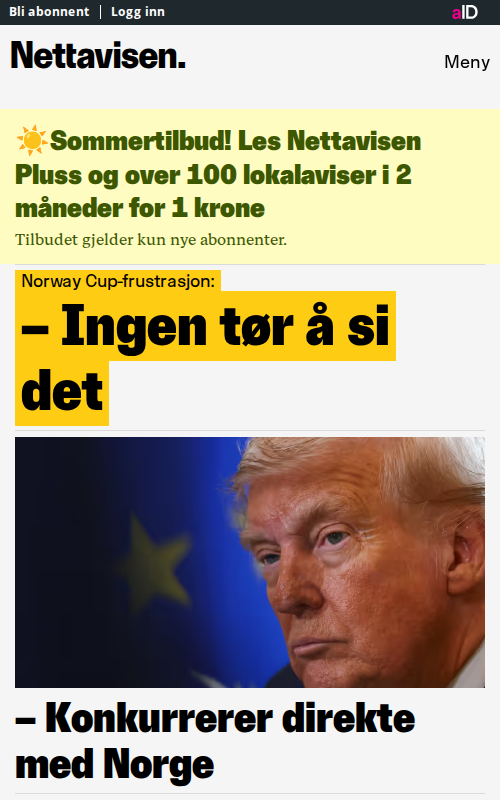 Bli abonnent | Logg inn
aID
Nettavisen.
Meny
☀️Sommertilbud! Les Nettavisen
Pluss og over 100 lokalaviser i 2
måneder for 1 krone
Tilbudet gjelder kun nye abonnenter.
Norway Cup-frustrasjon:
– Ingen tør å si
det
– Konkurrerer direkte
med Norge